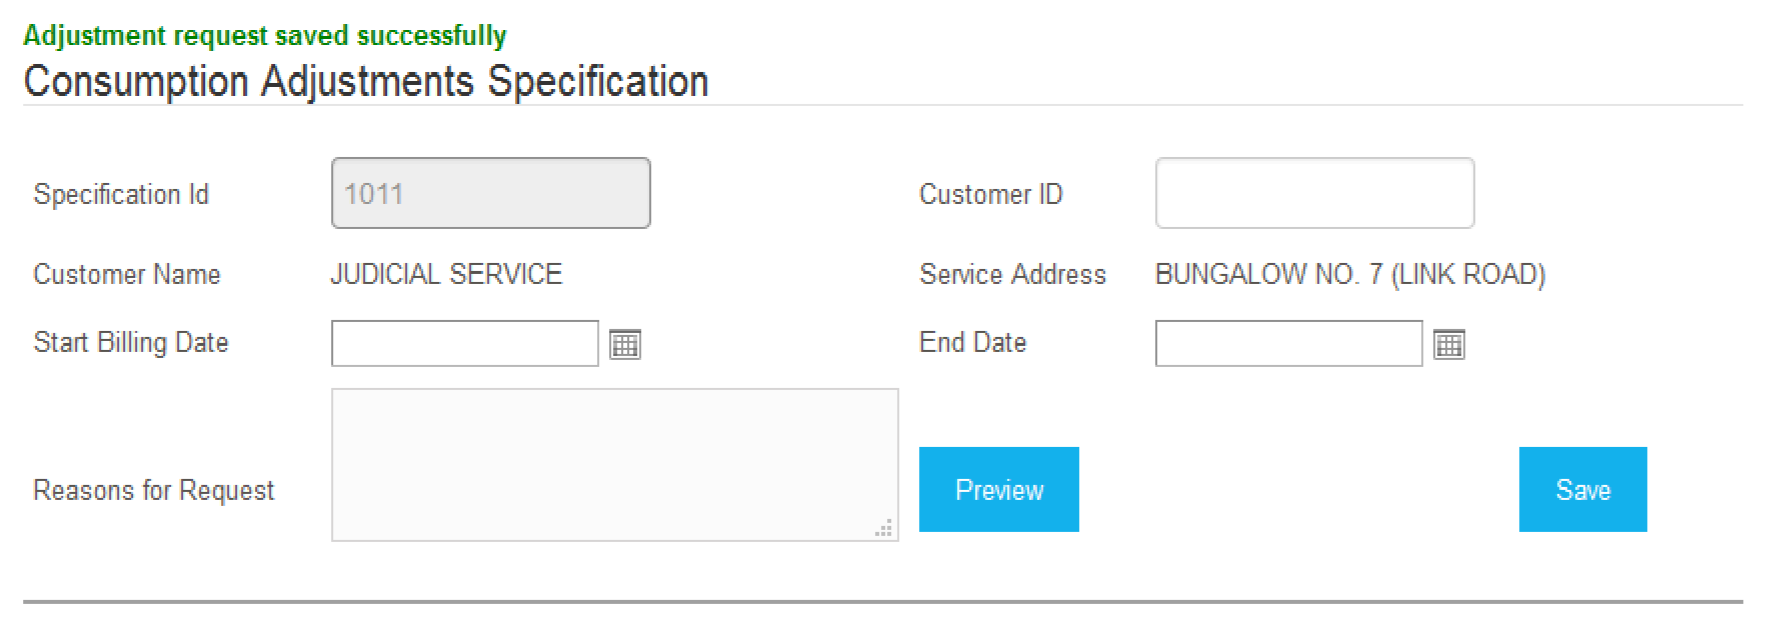 Adjustment request saved successfully
Consumption Adjustments Specification
Specification Id 1011 Customer ID
Customer Name JUDICIAL SERVICE Service Address BUNGALOW NO. 7 (LINK ROAD)
Start Billing Date End Date
Reasons for Request Preview Save